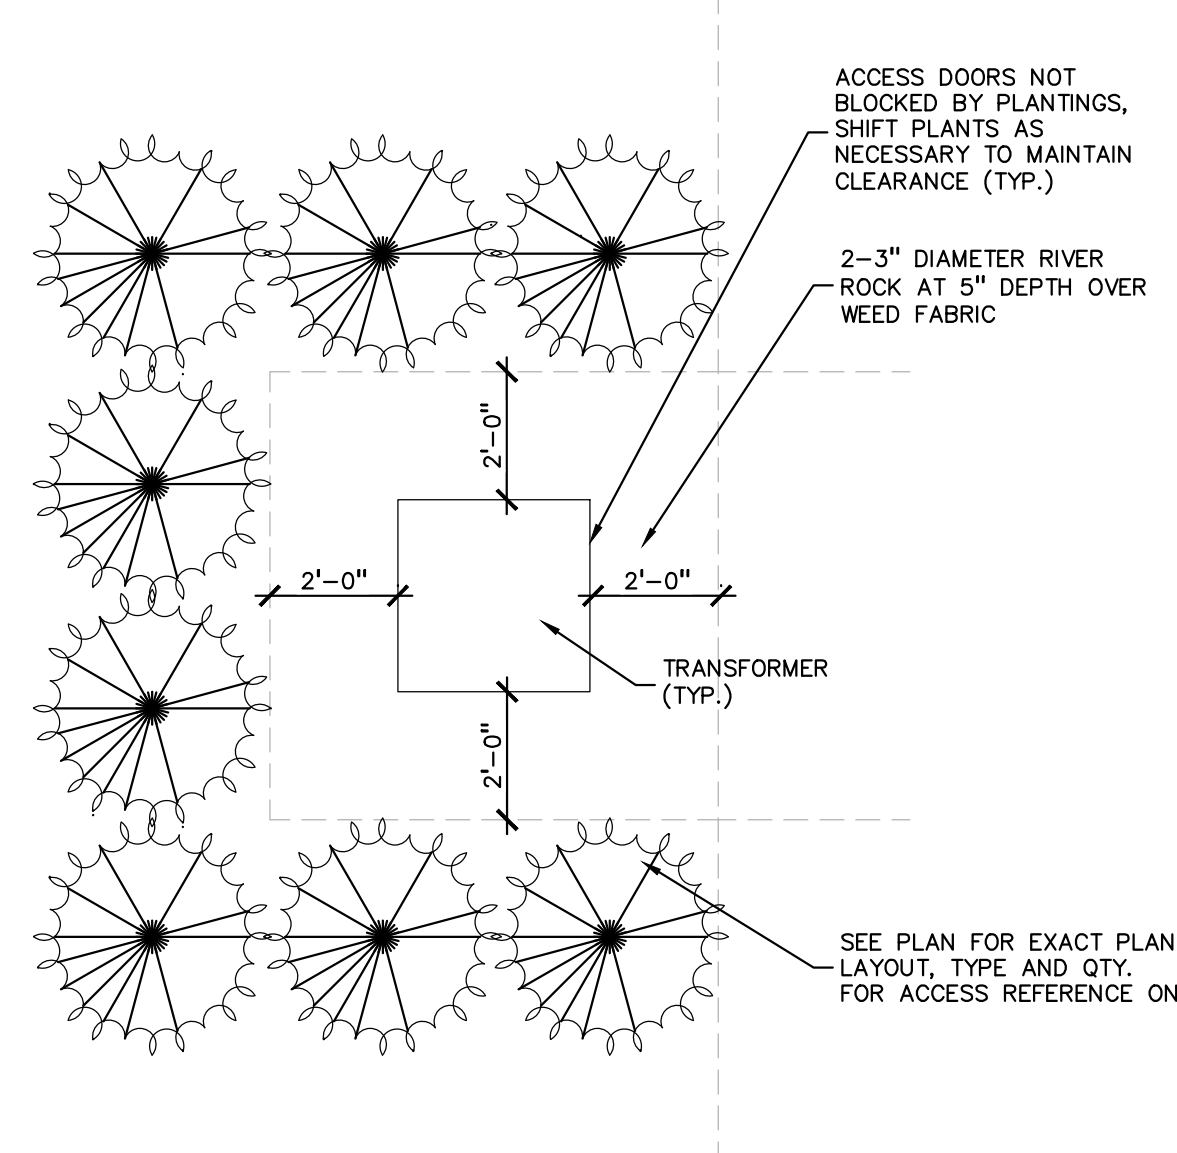 ACCESS DOORS NOT
BLOCKED BY PLANTINGS,
SHIFT PLANTS AS
NECESSARY TO MAINTAIN
CLEARANCE (TYP.)
2-3" DIAMETER RIVER
ROCK AT 5" DEPTH OVER
WEED FABRIC
2'-0"
2'-0"
2'-0"
TRANSFORMER
(TYP.)
2'-0"
SEE PLAN FOR EXACT PLAN
LAYOUT, TYPE AND QTY.
FOR ACCESS REFERENCE ON